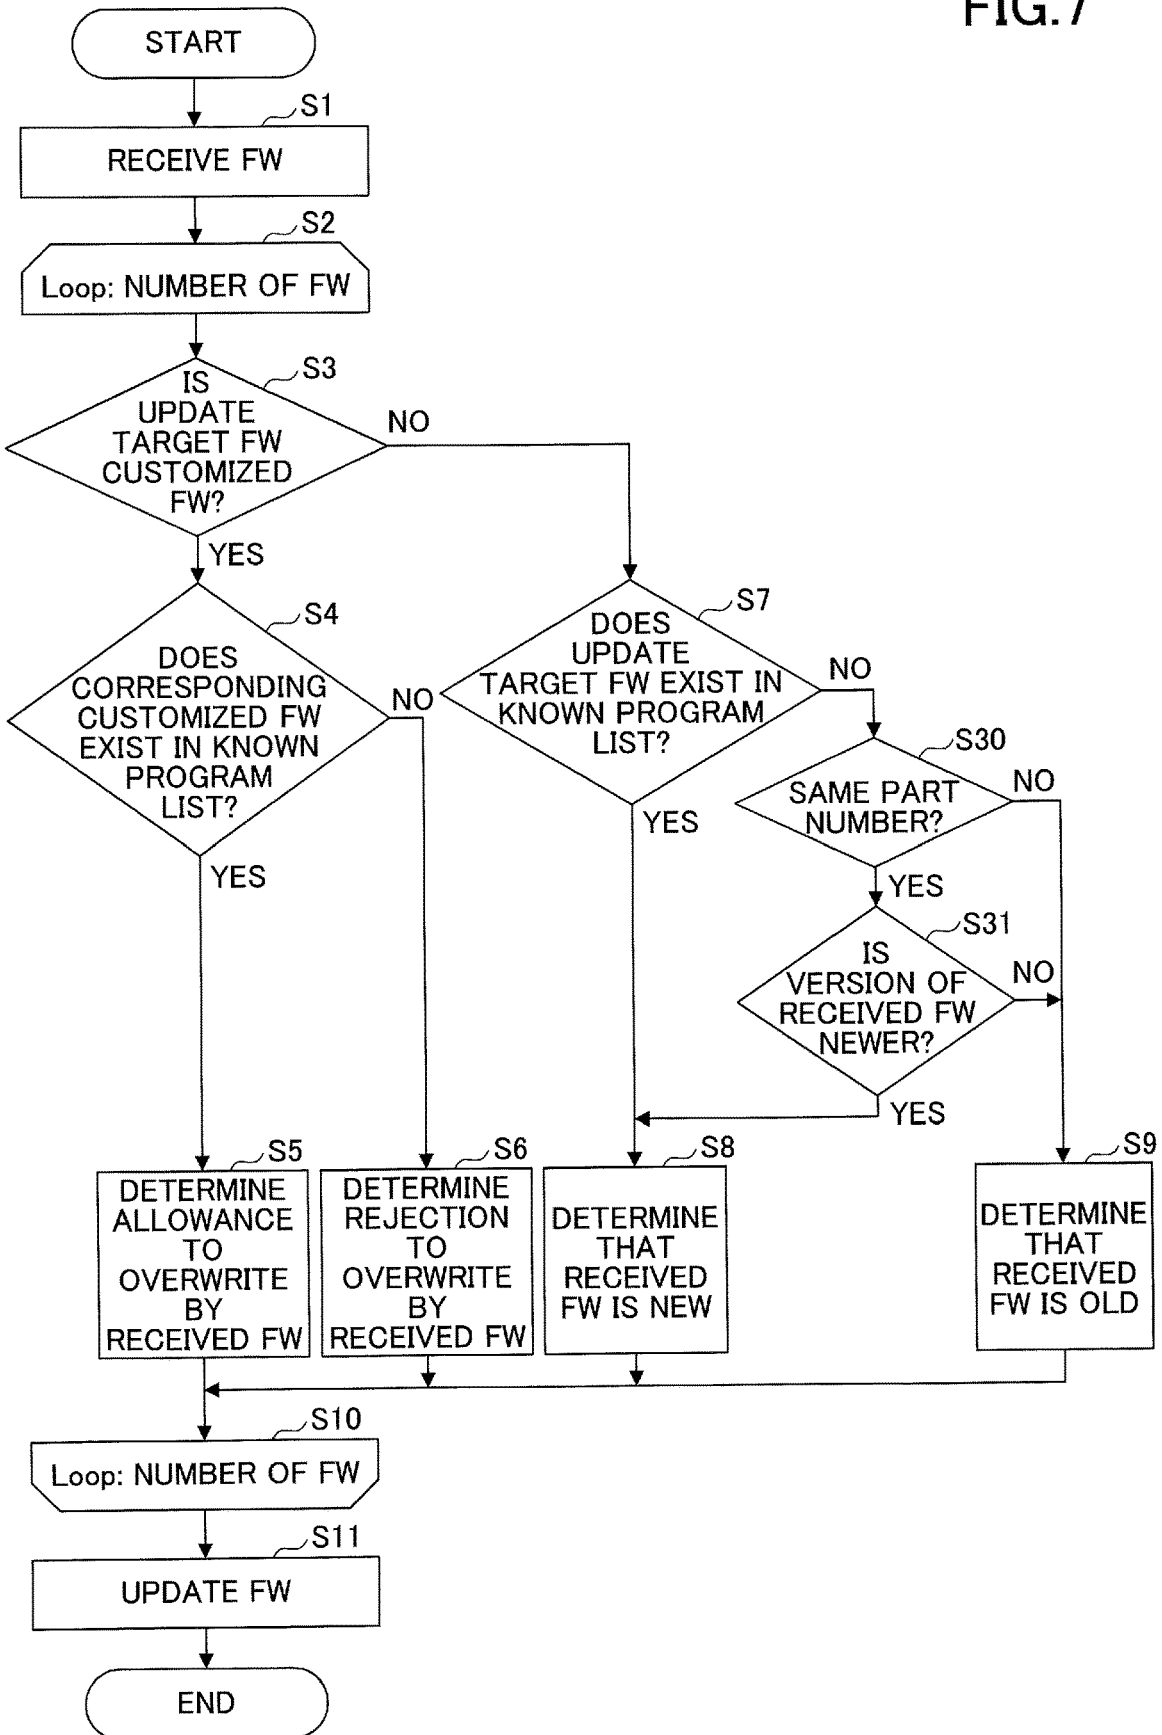 FIG.7
START
S1
RECEIVE FW
S2
Loop: NUMBER OF FW
S3
IS
UPDATE
TARGET FW
CUSTOMIZED
FW?
NO
YES
S4
DOES
CORRESPONDING
CUSTOMIZED FW
EXIST IN KNOWN
PROGRAM
LIST?
NO
YES
S7
DOES
UPDATE
TARGET FW EXIST IN
KNOWN PROGRAM
LIST?
NO
YES
S30
SAME PART
NUMBER?
NO
YES
S31
IS
VERSION OF
RECEIVED FW
NEWER?
NO
YES
S5
DETERMINE
ALLOWANCE
TO
OVERWRITE
BY
RECEIVED FW
S6
DETERMINE
REJECTION
TO
OVERWRITE
BY
RECEIVED FW
S8
DETERMINE
THAT
RECEIVED
FW IS NEW
S9
DETERMINE
THAT
RECEIVED
FW IS OLD
S10
Loop: NUMBER OF FW
S11
UPDATE FW
END